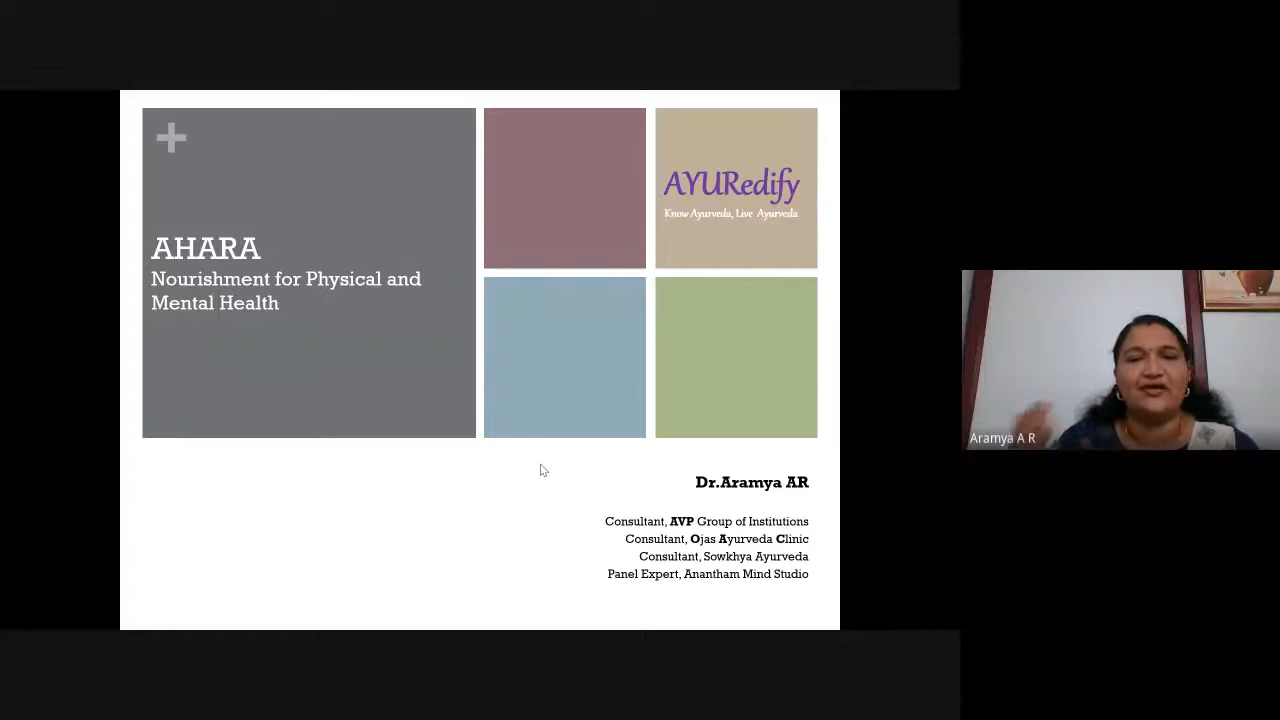 +
AHARA
Nourishment for Physical and
Mental Health
AYURedify
Know Ayurveda, Live Ayurveda
Dr.Aramya AR
Consultant, AVP Group of Institutions
Consultant, Ojas Ayurveda Clinic
Consultant, Sowkhya Ayurveda
Panel Expert, Anantham Mind Studio
Aramya A R